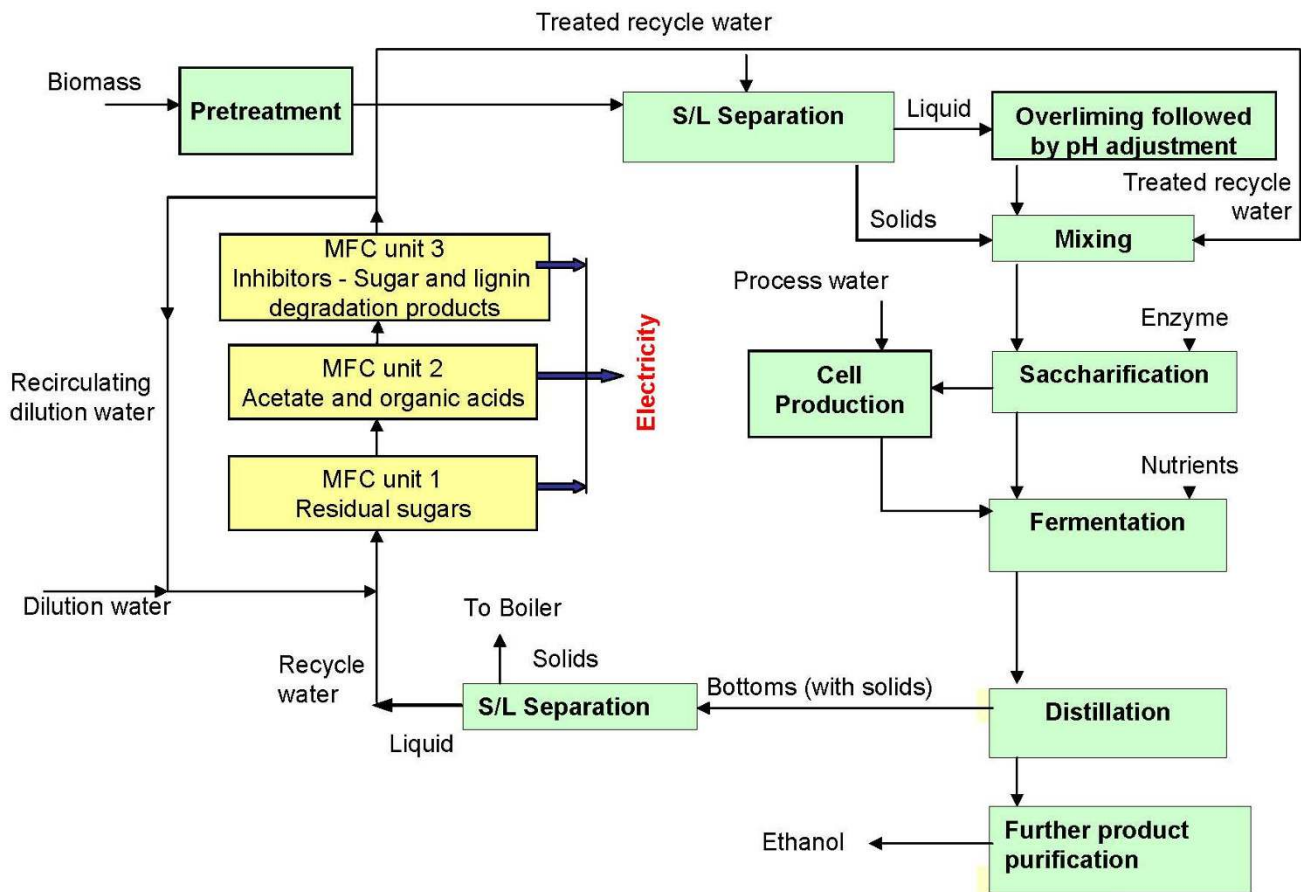 Treated recycle water
Biomass
Pretreatment
S/L Separation
Liquid
Overliming followed
by pH adjustment
Treated recycle
water
Solids
Mixing
MFC unit 3
Inhibitors - Sugar and lignin
degradation products
Process water
Enzyme
Electricity
MFC unit 2
Acetate and organic acids
Cell
Production
Saccharification
Recirculating
dilution water
MFC unit 1
Residual sugars
Nutrients
Fermentation
Dilution water
To Boiler
Solids
Recycle
water
S/L Separation
Bottoms (with solids)
Distillation
Liquid
Ethanol
Further product
purification